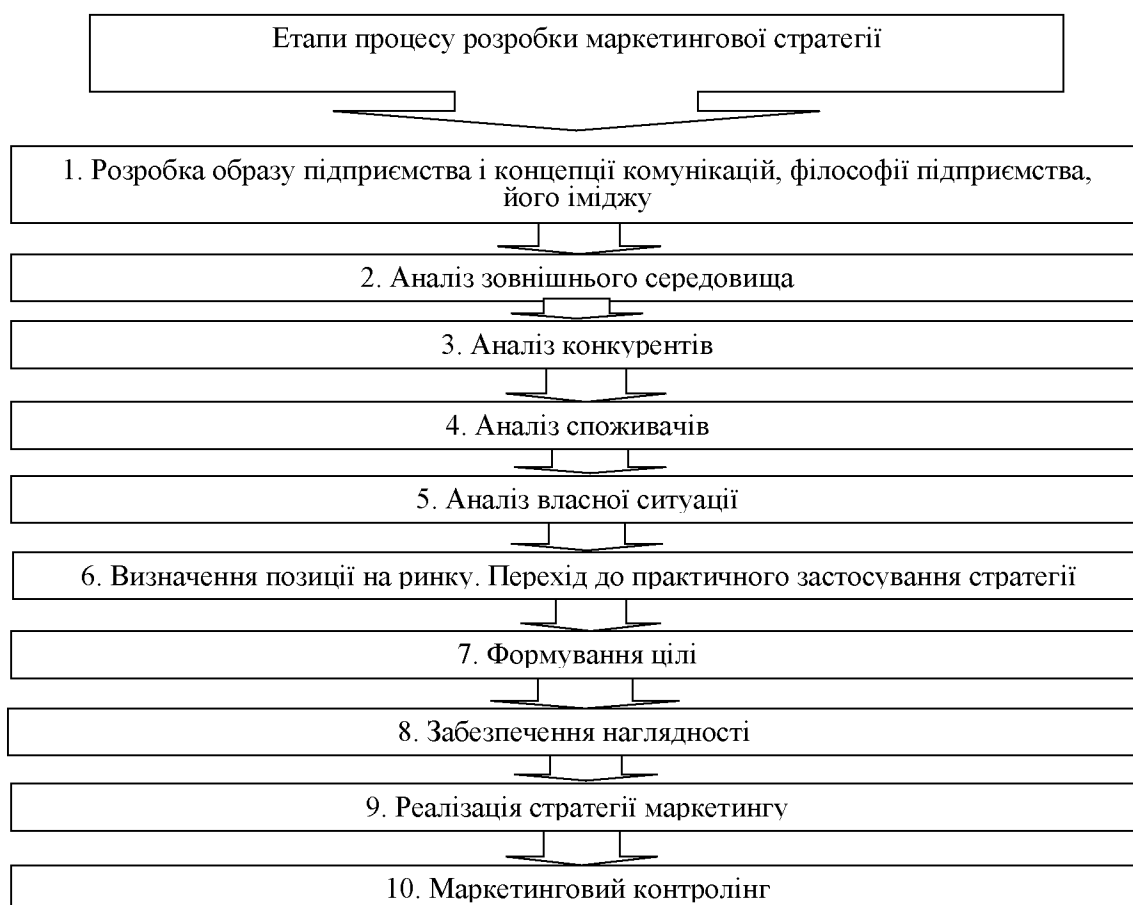 Етапи процесу розробки маркетингової стратегії
1. Розробка образу підприємства і концепції комунікацій, філософії підприємства,
його іміджу
2. Аналіз зовнішнього середовища
3. Аналіз конкурентів
4. Аналіз споживачів
5. Аналіз власної ситуації
6. Визначення позиції на ринку. Перехід до практичного застосування стратегії
7. Формування цілі
8. Забезпечення наглядності
9. Реалізація стратегії маркетингу
10. Маркетинговий контролінг